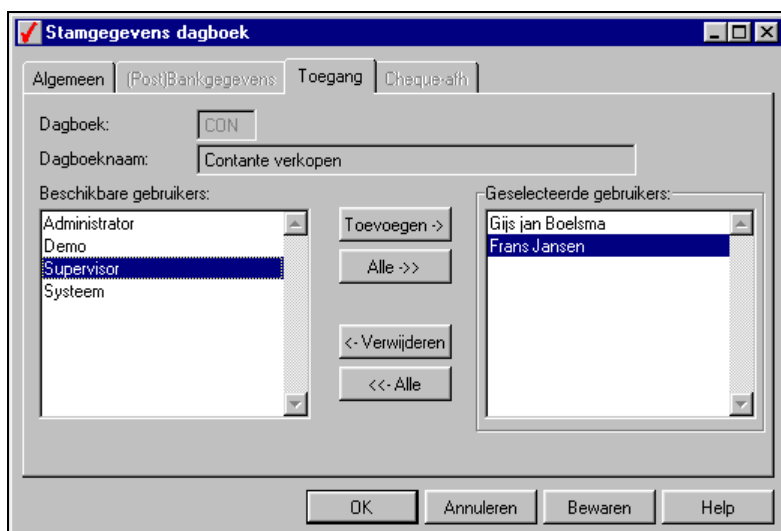 Stamgegevens dagboek
Algemeen (Post)Bankgegevens Toegang Cheque-afh
Dagboek: CON
Dagboeknaam: Contante verkopen
Beschikbare gebruikers:
Administrator
Demo
Supervisor
Systeem
Toevoegen ->
Alle ->>
<- Verwijderen
<<- Alle
Geselecteerde gebruikers:
Gijs jan Boelsma
Frans Jansen
OK Annuleren Bewaren Help